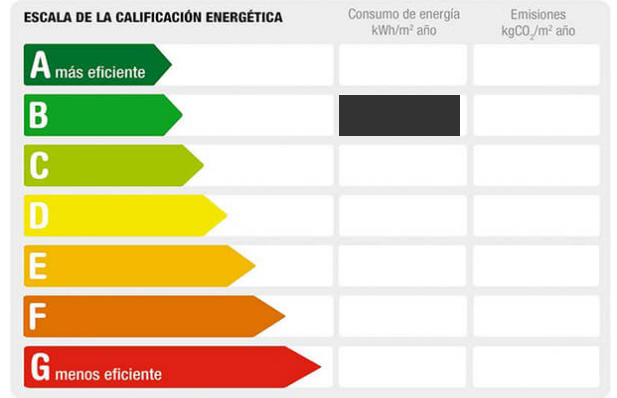 ESCALA DE LA CALIFICACIÓN ENERGÉTICA
Consumo de energía
kWh/m² año
Emisiones
kgCO₂/m² año
A más eficiente
B
C
D
E
F
G menos eficiente